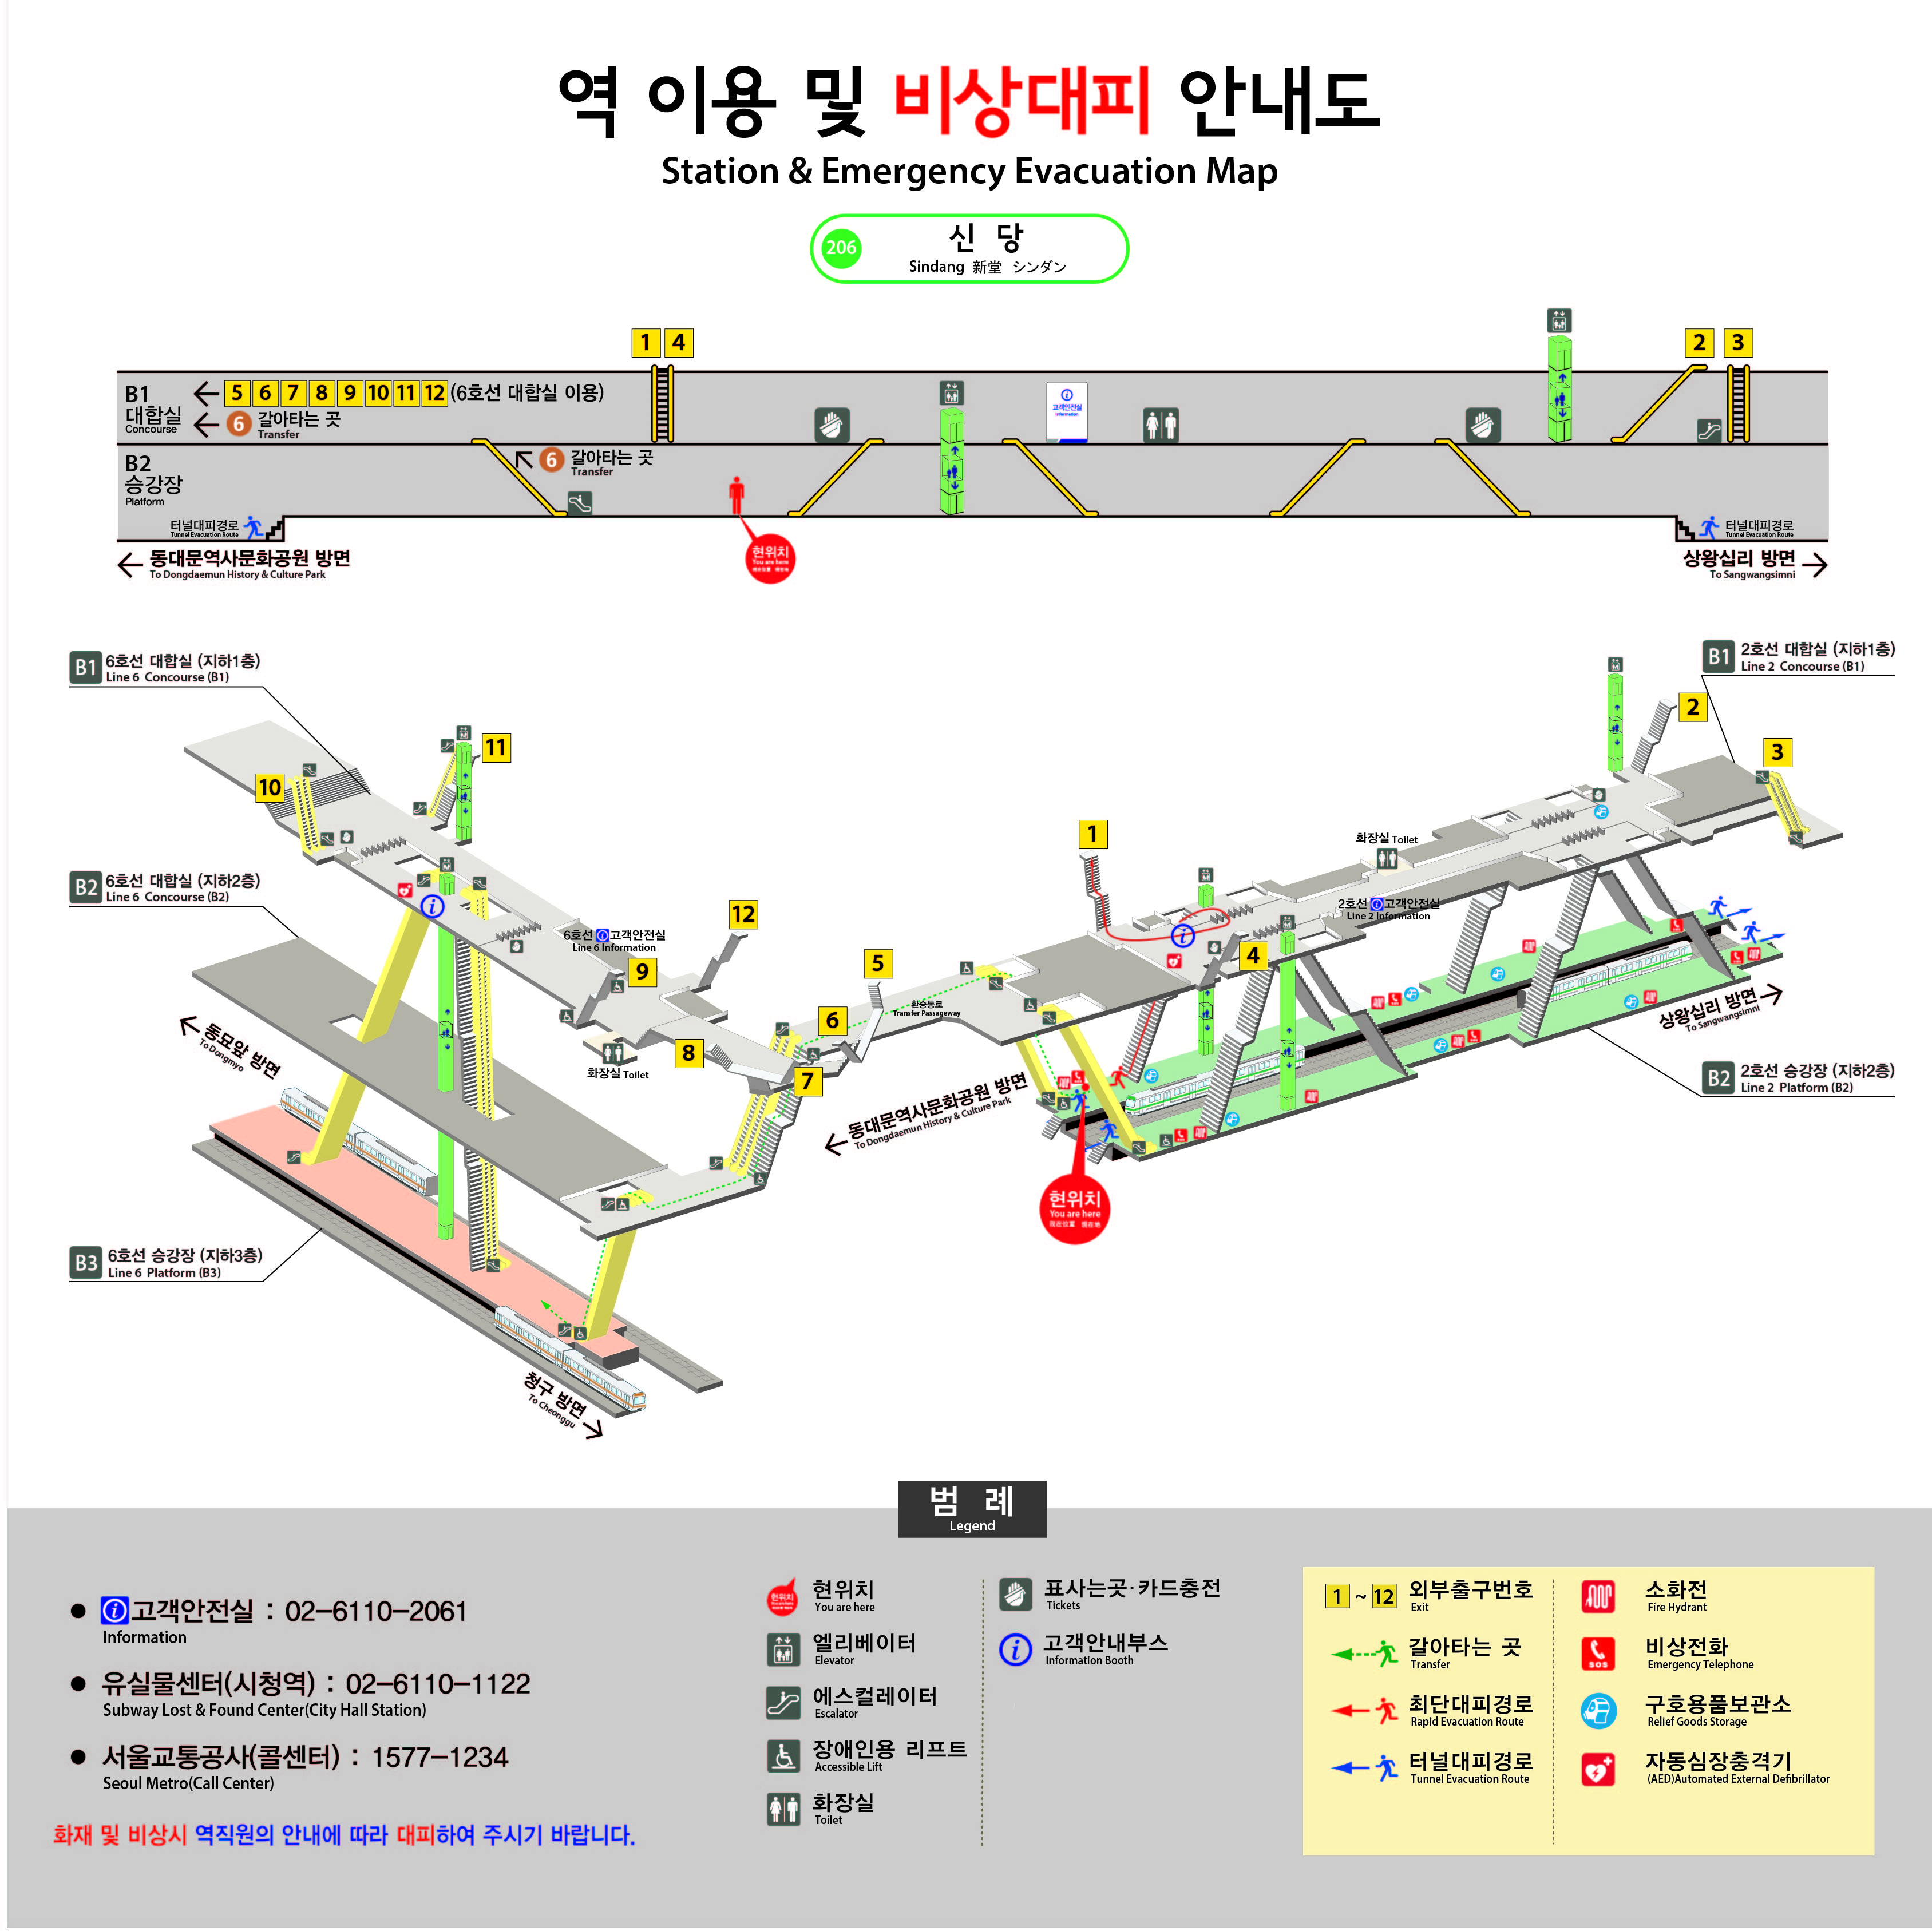 역 이용 및 비상대피 안내도
Station & Emergency Evacuation Map
206
신 당
Sindang 新堂 シンダン
1 4
2 3
B1
대합실
Concourse
← 5 6 7 8 9 10 11 12 (6호선 대합실 이용)
← 6 갈아타는 곳
Transfer
고객안전실
Information
B2
승강장
Platform
6 갈아타는 곳
Transfer
터널대피경로
Tunnel Evacuation Route
터널대피경로
Tunnel Evacuation Route
← 동대문역사문화공원 방면
To Dongdaemun History & Culture Park
현위치
You are here
상왕십리 방면 →
To Sangwangsimni
B1 6호선 대합실 (지하1층)
Line 6 Concourse (B1)
B1 2호선 대합실 (지하1층)
Line 2 Concourse (B1)
2
11
3
10
1
화장실 Toilet
B2 6호선 대합실 (지하2층)
Line 6 Concourse (B2)
2호선 고객안전실
Line 2 Information
12
6호선 고객안전실
Line 6 Information
4
5
9
환승통로
Transfer Passageway
상왕십리 방면 →
To Sangwangsimni
6
← 동묘앞 방면
To Dongmyo
8
화장실 Toilet
7
B2 2호선 승강장 (지하2층)
Line 2 Platform (B2)
← 동대문역사문화공원 방면
To Dongdaemun History & Culture Park
현위치
You are here
B3 6호선 승강장 (지하3층)
Line 6 Platform (B3)
청구 방면 →
To Cheonggu
범 례
Legend
● 고객안전실 : 02-6110-2061
Information
● 유실물센터(시청역) : 02-6110-1122
Subway Lost & Found Center(City Hall Station)
● 서울교통공사(콜센터) : 1577-1234
Seoul Metro(Call Center)
화재 및 비상시 역직원의 안내에 따라 대피하여 주시기 바랍니다.
현위치
You are here
엘리베이터
Elevator
에스컬레이터
Escalator
장애인용 리프트
Accessible Lift
화장실
Toilet
표사는곳·카드충전
Tickets
고객안내부스
Information Booth
1 ~ 12 외부출구번호
Exit
갈아타는 곳
Transfer
최단대피경로
Rapid Evacuation Route
터널대피경로
Tunnel Evacuation Route
소화전
Fire Hydrant
SOS
비상전화
Emergency Telephone
구호용품보관소
Relief Goods Storage
자동심장충격기
(AED)Automated External Defibrillator